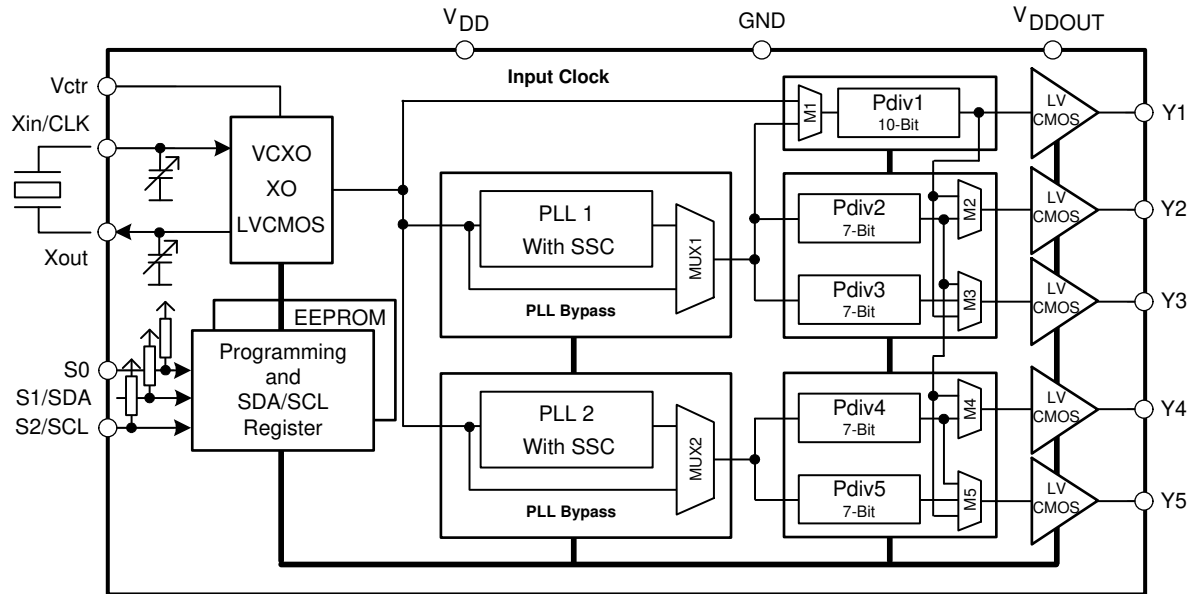 VDD
GND
VDDOUT
Input Clock
Vctr
Xin/CLK
VCXO
XO
LVCMOS
Xout
EEPROM
Programming
and
SDA/SCL
Register
S0
S1/SDA
S2/SCL
PLL 1
With SSC
MUX1
PLL Bypass
PLL 2
With SSC
MUX2
PLL Bypass
M1
Pdiv1
10-Bit
LV
CMOS
Y1
Pdiv2
7-Bit
M2
LV
CMOS
Y2
Pdiv3
7-Bit
M3
LV
CMOS
Y3
Pdiv4
7-Bit
M4
LV
CMOS
Y4
Pdiv5
7-Bit
M5
LV
CMOS
Y5